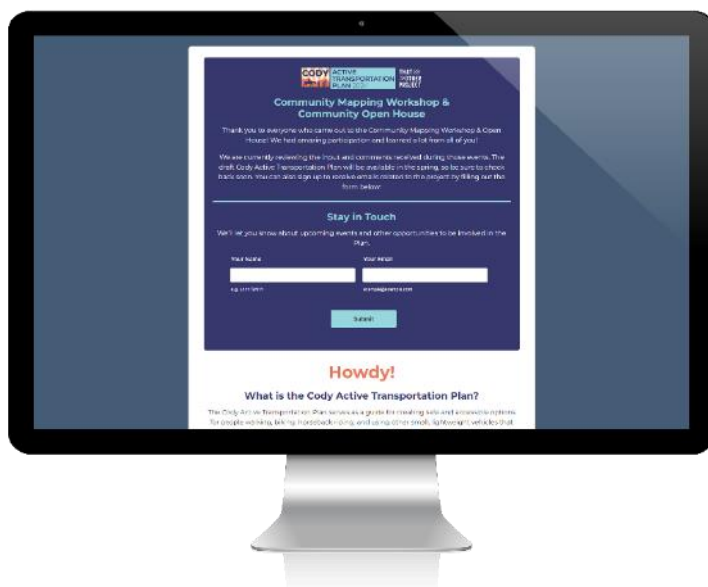 CODY ACTIVE
TRANSPORTATION
PLAN
Community Mapping Workshop &
Community Open House
Thank you to everyone who came out to the Community Mapping Workshop & Open
House! We had amazing participation and learned a lot from all of you!
We are currently reviewing the input and comments received during those events. The
draft Cody Active Transportation Plan will be available in the spring, so be sure to check
back soon. You can also sign up to receive emails related to the project by filling out the
form below!
Stay in Touch
We'll let you know about upcoming events and other opportunities to be involved in the
Plan.
Your Name Your Email
example@example.com
Submit
Howdy!
What is the Cody Active Transportation Plan?
The Cody Active Transportation Plan serves as a guide for creating safe and accessible options
for people walking, biking, horseback riding, and using other small, lightweight vehicles that